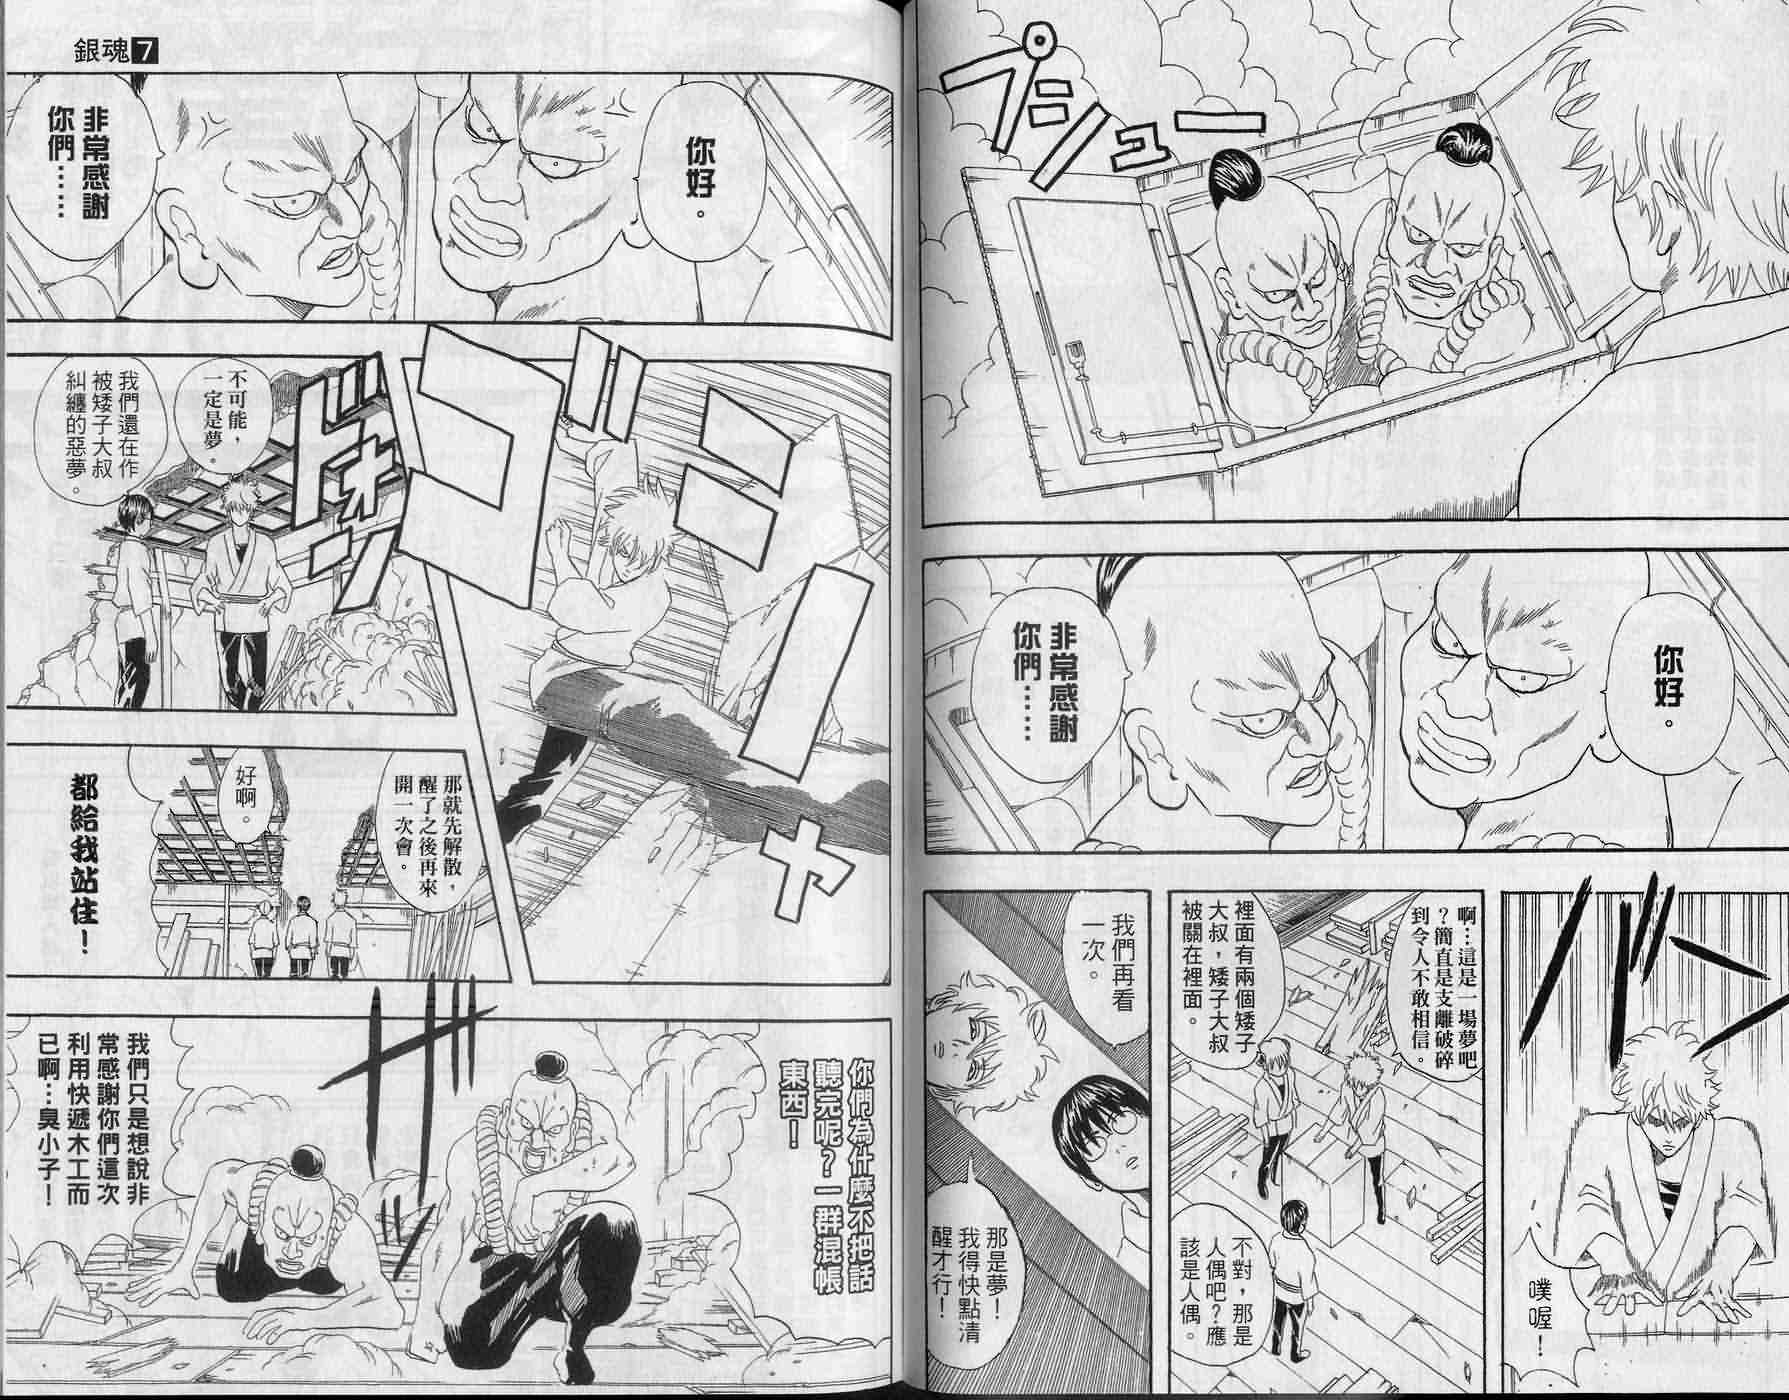 プシュー
你好。
非常感謝
你們……
バン
噗喔！
啊…這是一場夢吧
？簡直是支離破碎
到令人不敢相信。
裡面有兩個矮子
大叔，矮子大叔
被關在裡面。
不對，那是
人偶吧？應
該是人偶。
我們再看
一次。
那是夢！
我得快點清
醒才行！
銀魂7
你好。
非常感謝
你們……
ドゴォン
不可能，
一定是夢。
我們還在作
被矮子大叔
糾纏的惡夢。
那就先解散，
醒了之後再來
開一次會。
好啊。
都給我站住！
你們為什麼不把話
聽完呢？一群混帳
東西！
我們只是想說非
常感謝你們這次
利用快遞木工而
已啊…臭小子！